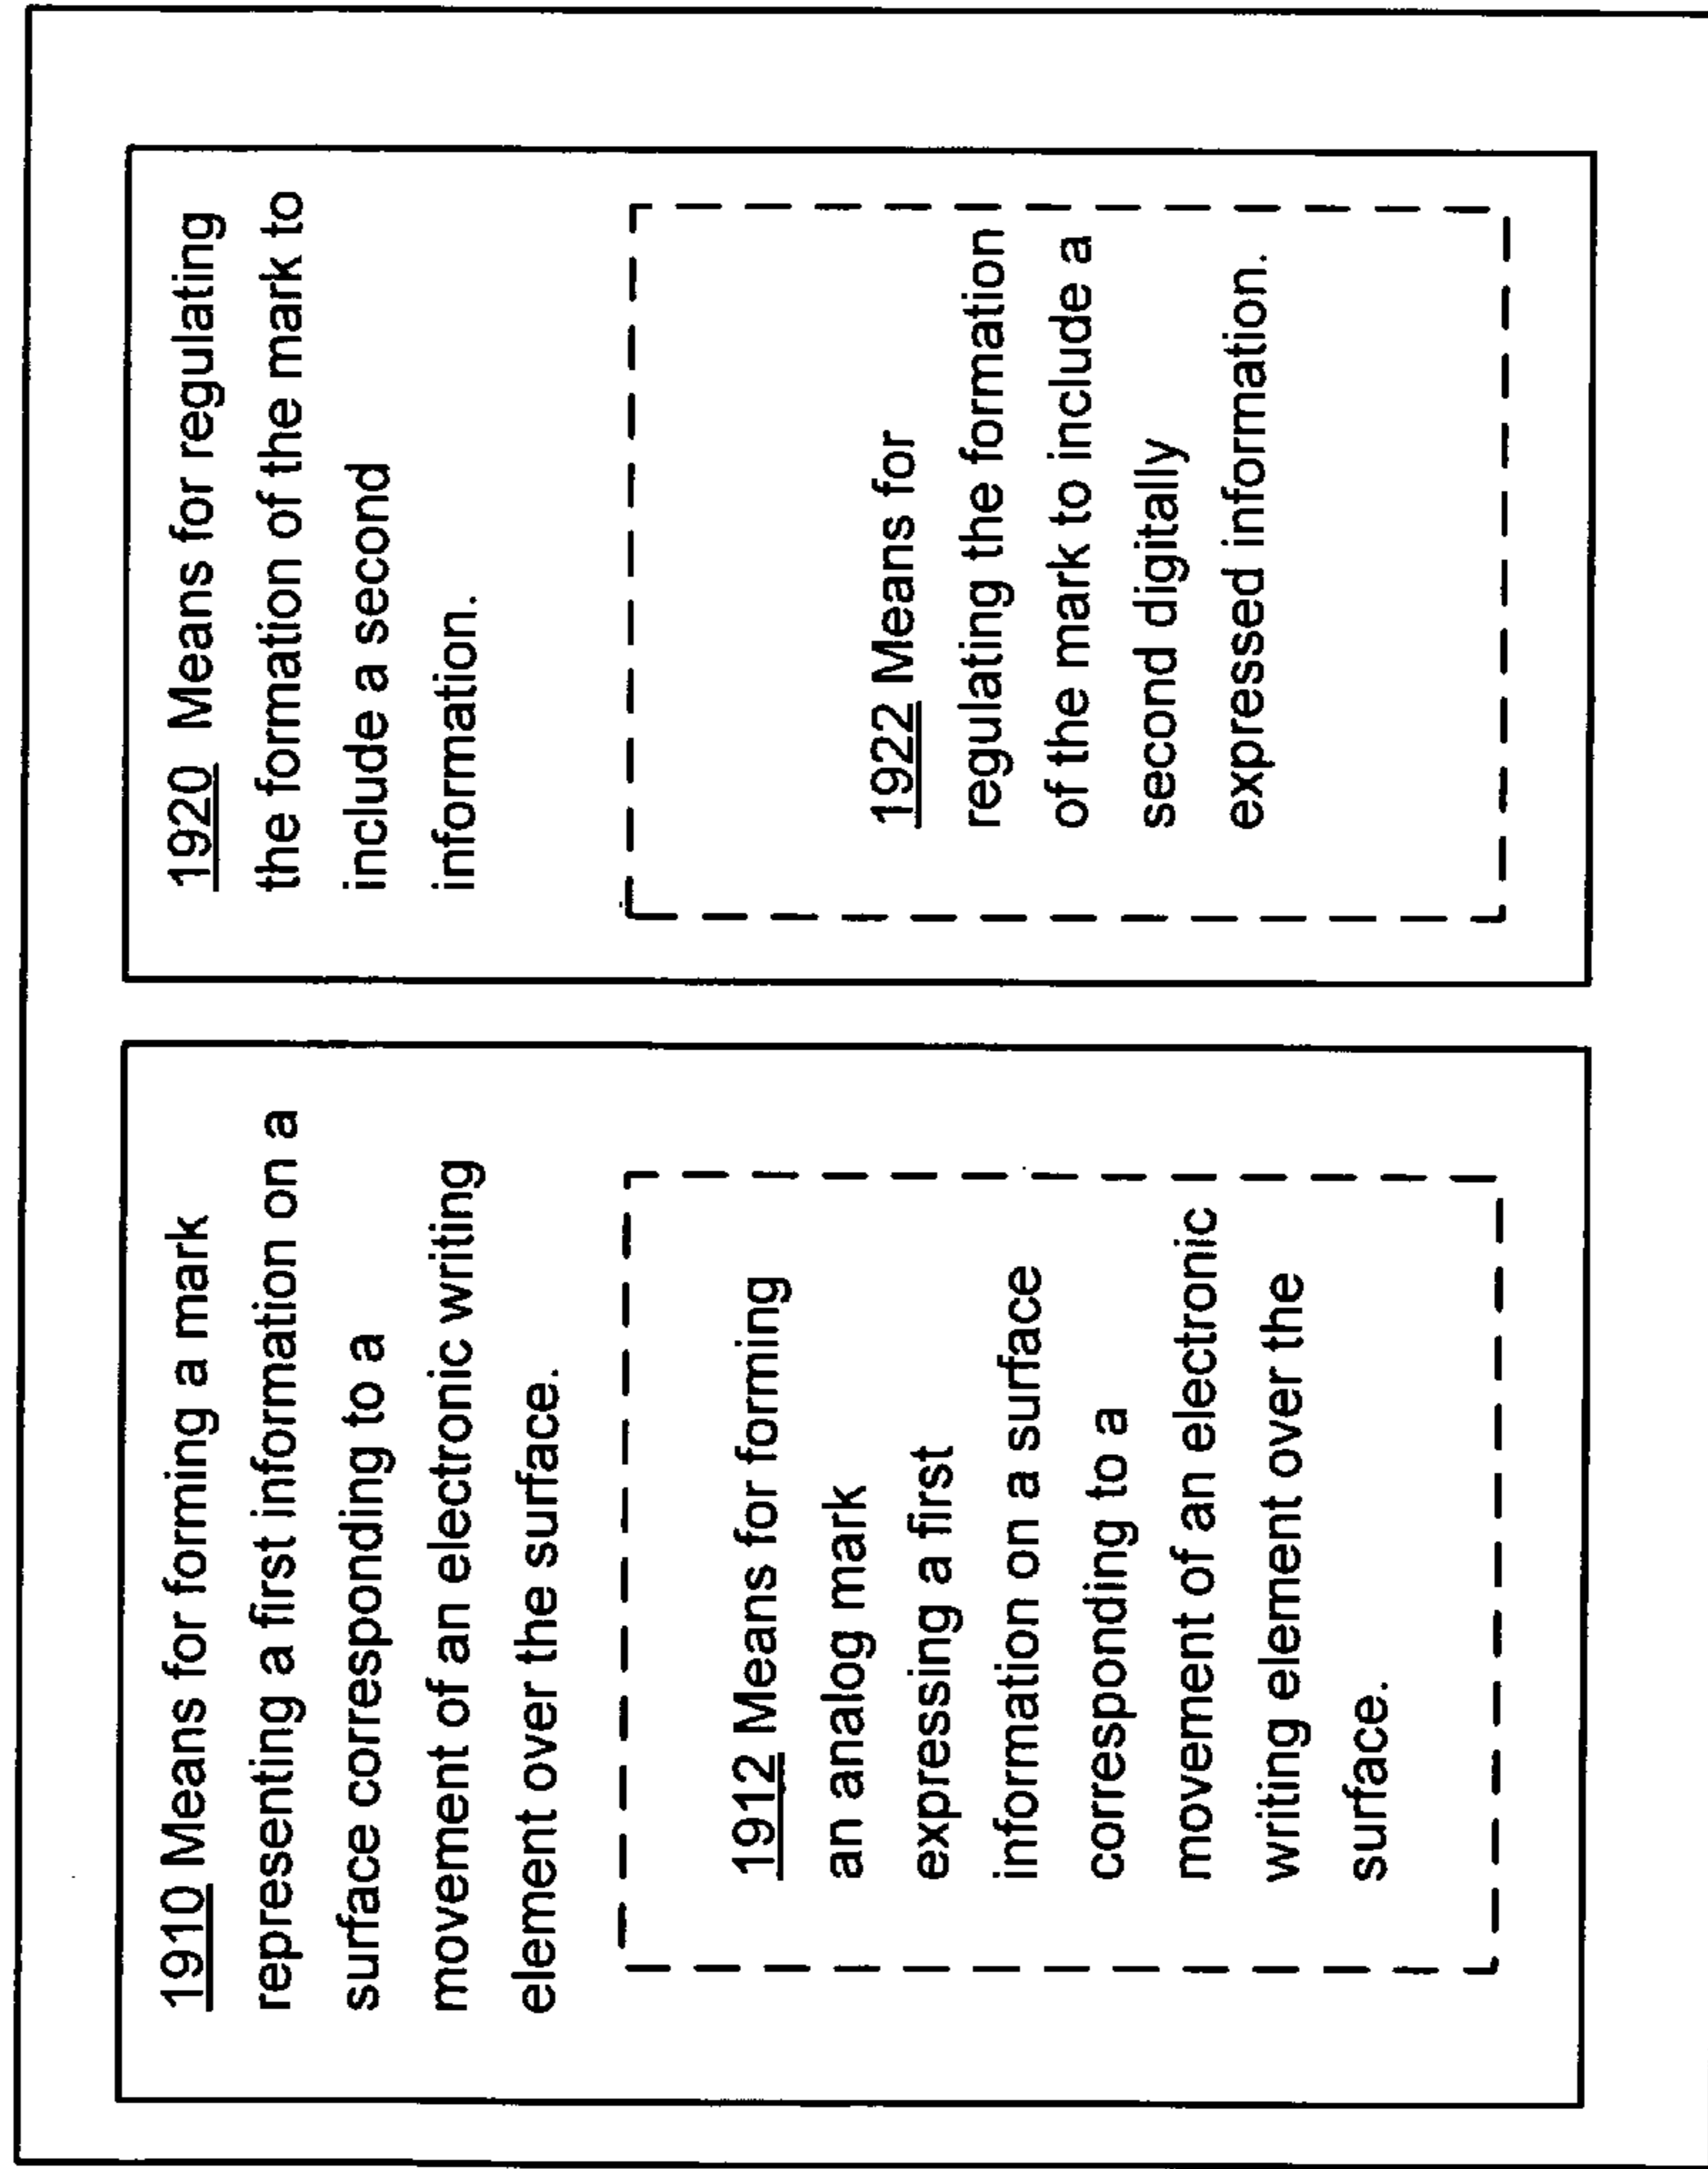 1910 Means for forming a mark
representing a first information on a
surface corresponding to a
movement of an electronic writing
element over the surface.
1912 Means for forming
an analog mark
expressing a first
information on a surface
corresponding to a
movement of an electronic
writing element over the
surface.
1920 Means for regulating
the formation of the mark to
include a second
information.
1922 Means for
regulating the formation
of the mark to include a
second digitally
expressed information.